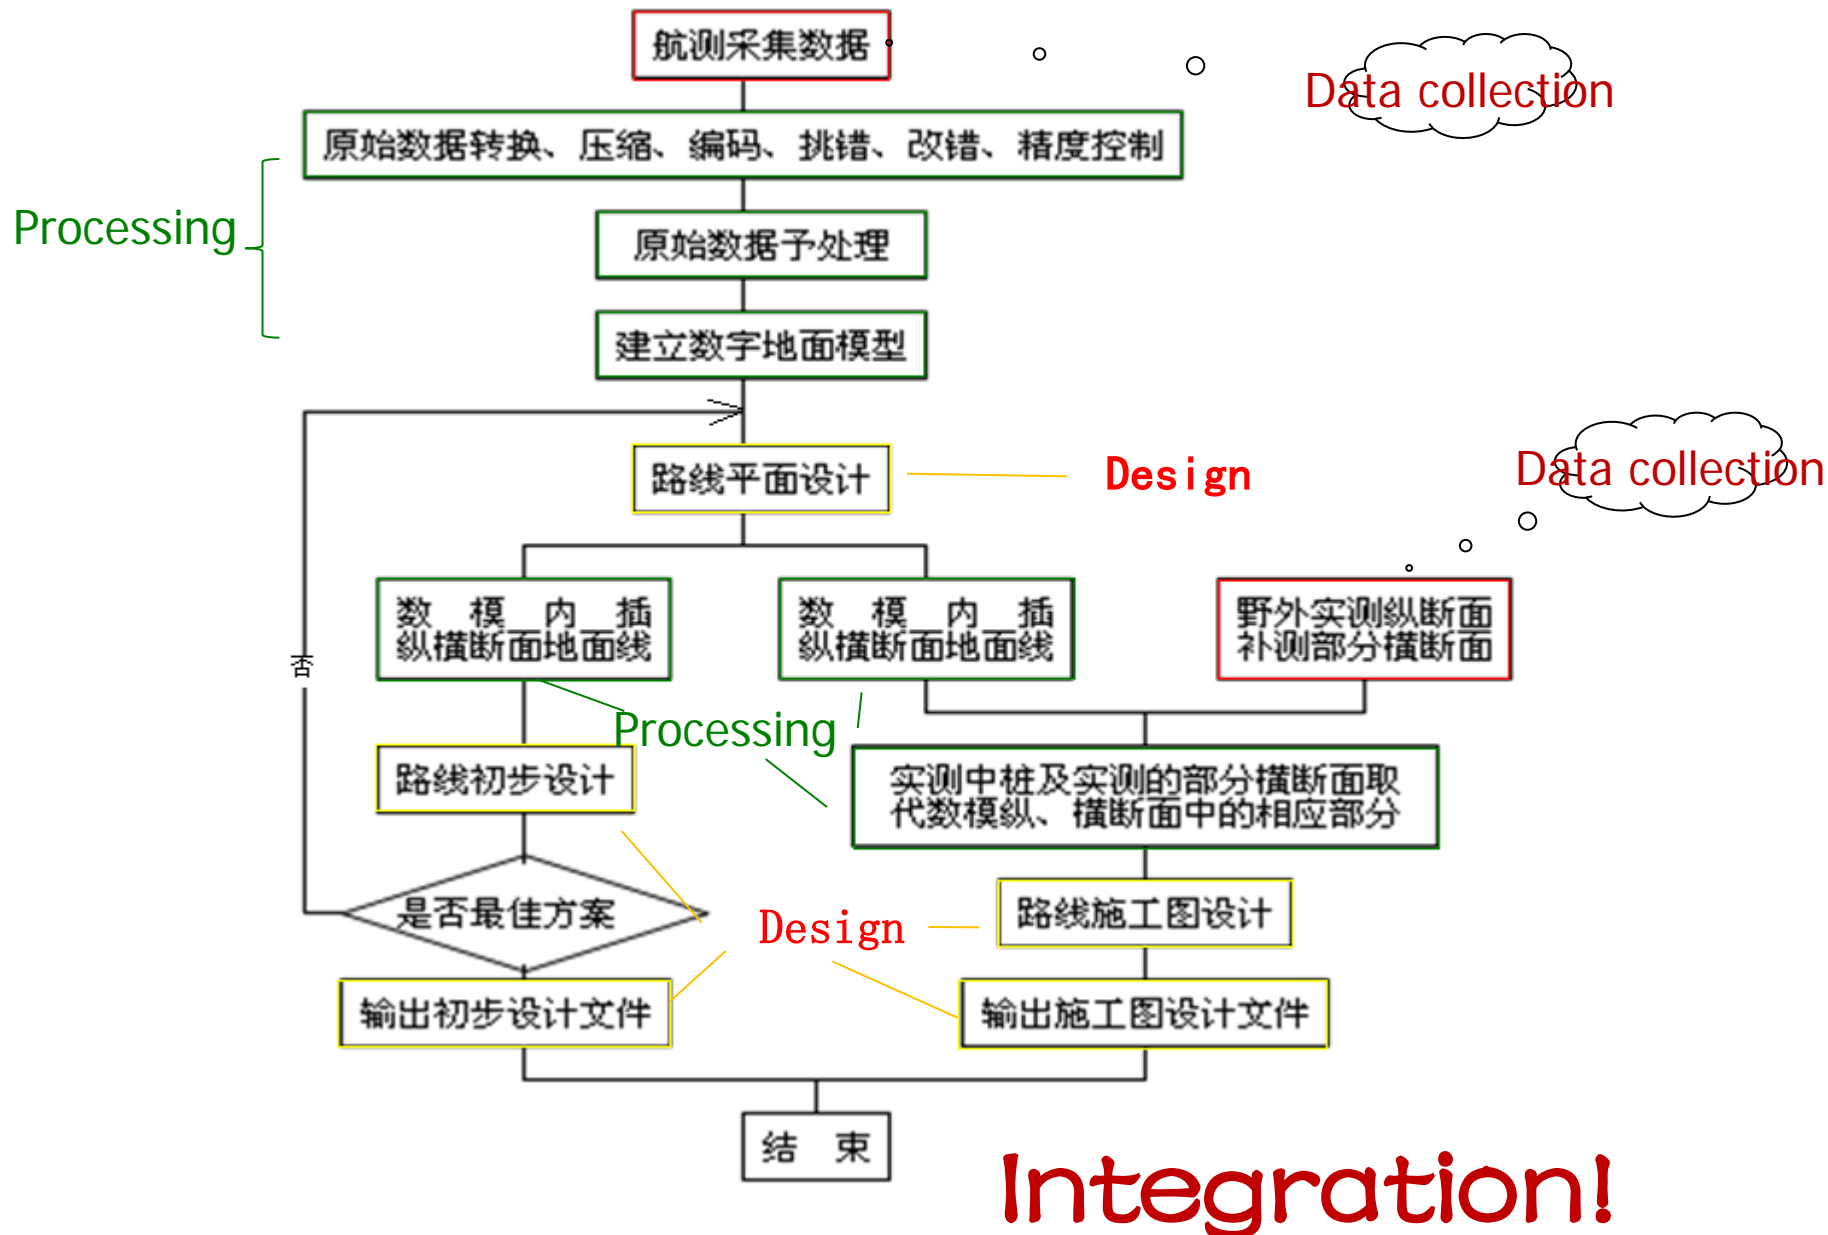 航测采集数据
Data collection
原始数据转换、压缩、编码、挑错、改错、精度控制
Processing
原始数据子处理
建立数字地面模型
路线平面设计
Design
Data collection
数 模 内 插
纵横断面地面线
数 模 内 插
纵横断面地面线
野外实测纵断面
补测部分横断面
否
Processing
路线初步设计
实测中桩及实测的部分横断面取
代数模纵、横断面中的相应部分
是否最佳方案
Design
路线施工图设计
输出初步设计文件
输出施工图设计文件
结 束
Integration!